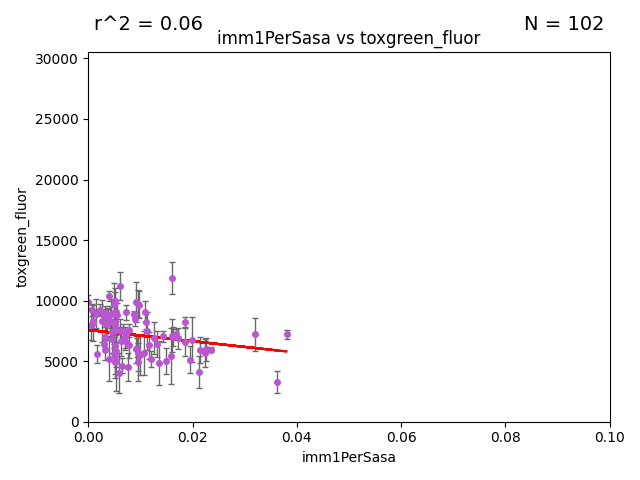 r^2 = 0.06
N = 102
imm1PerSasa vs toxgreen_fluor
30000
25000
20000
15000
10000
5000
0
toxgreen_fluor
0.00 0.02 0.04 0.06 0.08 0.10
imm1PerSasa